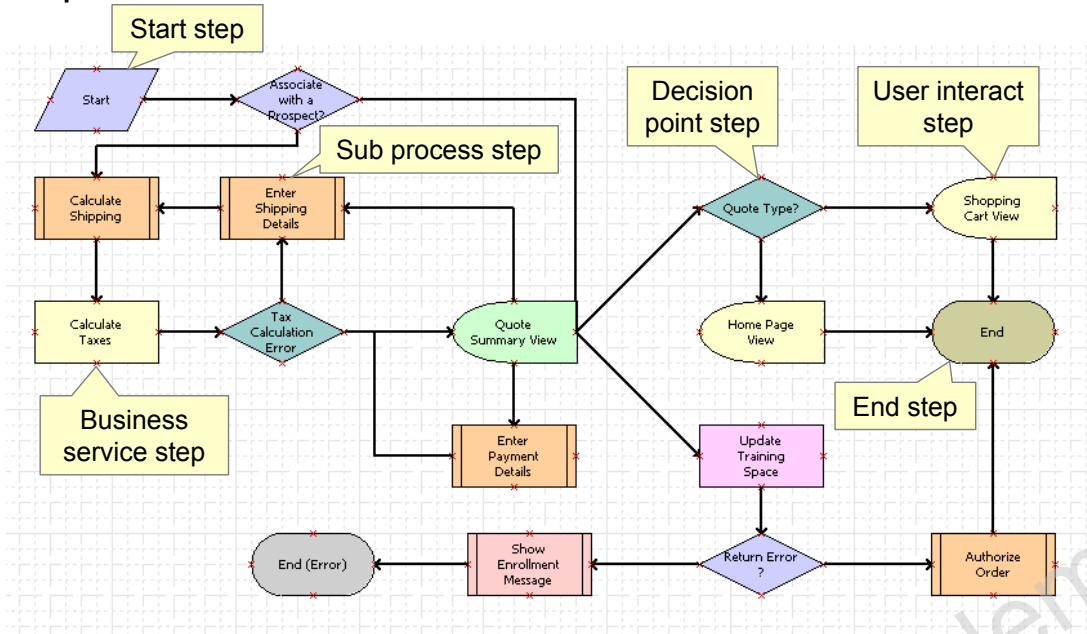 Start step
Start
Associate
with a
Prospect?
Decision
point step
User interact
step
Sub process step
Calculate
Shipping
Enter
Shipping
Details
Quote Type?
Shopping
Cart View
Calculate
Taxes
Tax
Calculation
Error
Quote
Summary View
Home Page
View
End
Business
service step
End step
Enter
Payment
Details
Update
Training
Space
End (Error)
Show
Enrollment
Message
Return Error
?
Authorize
Order